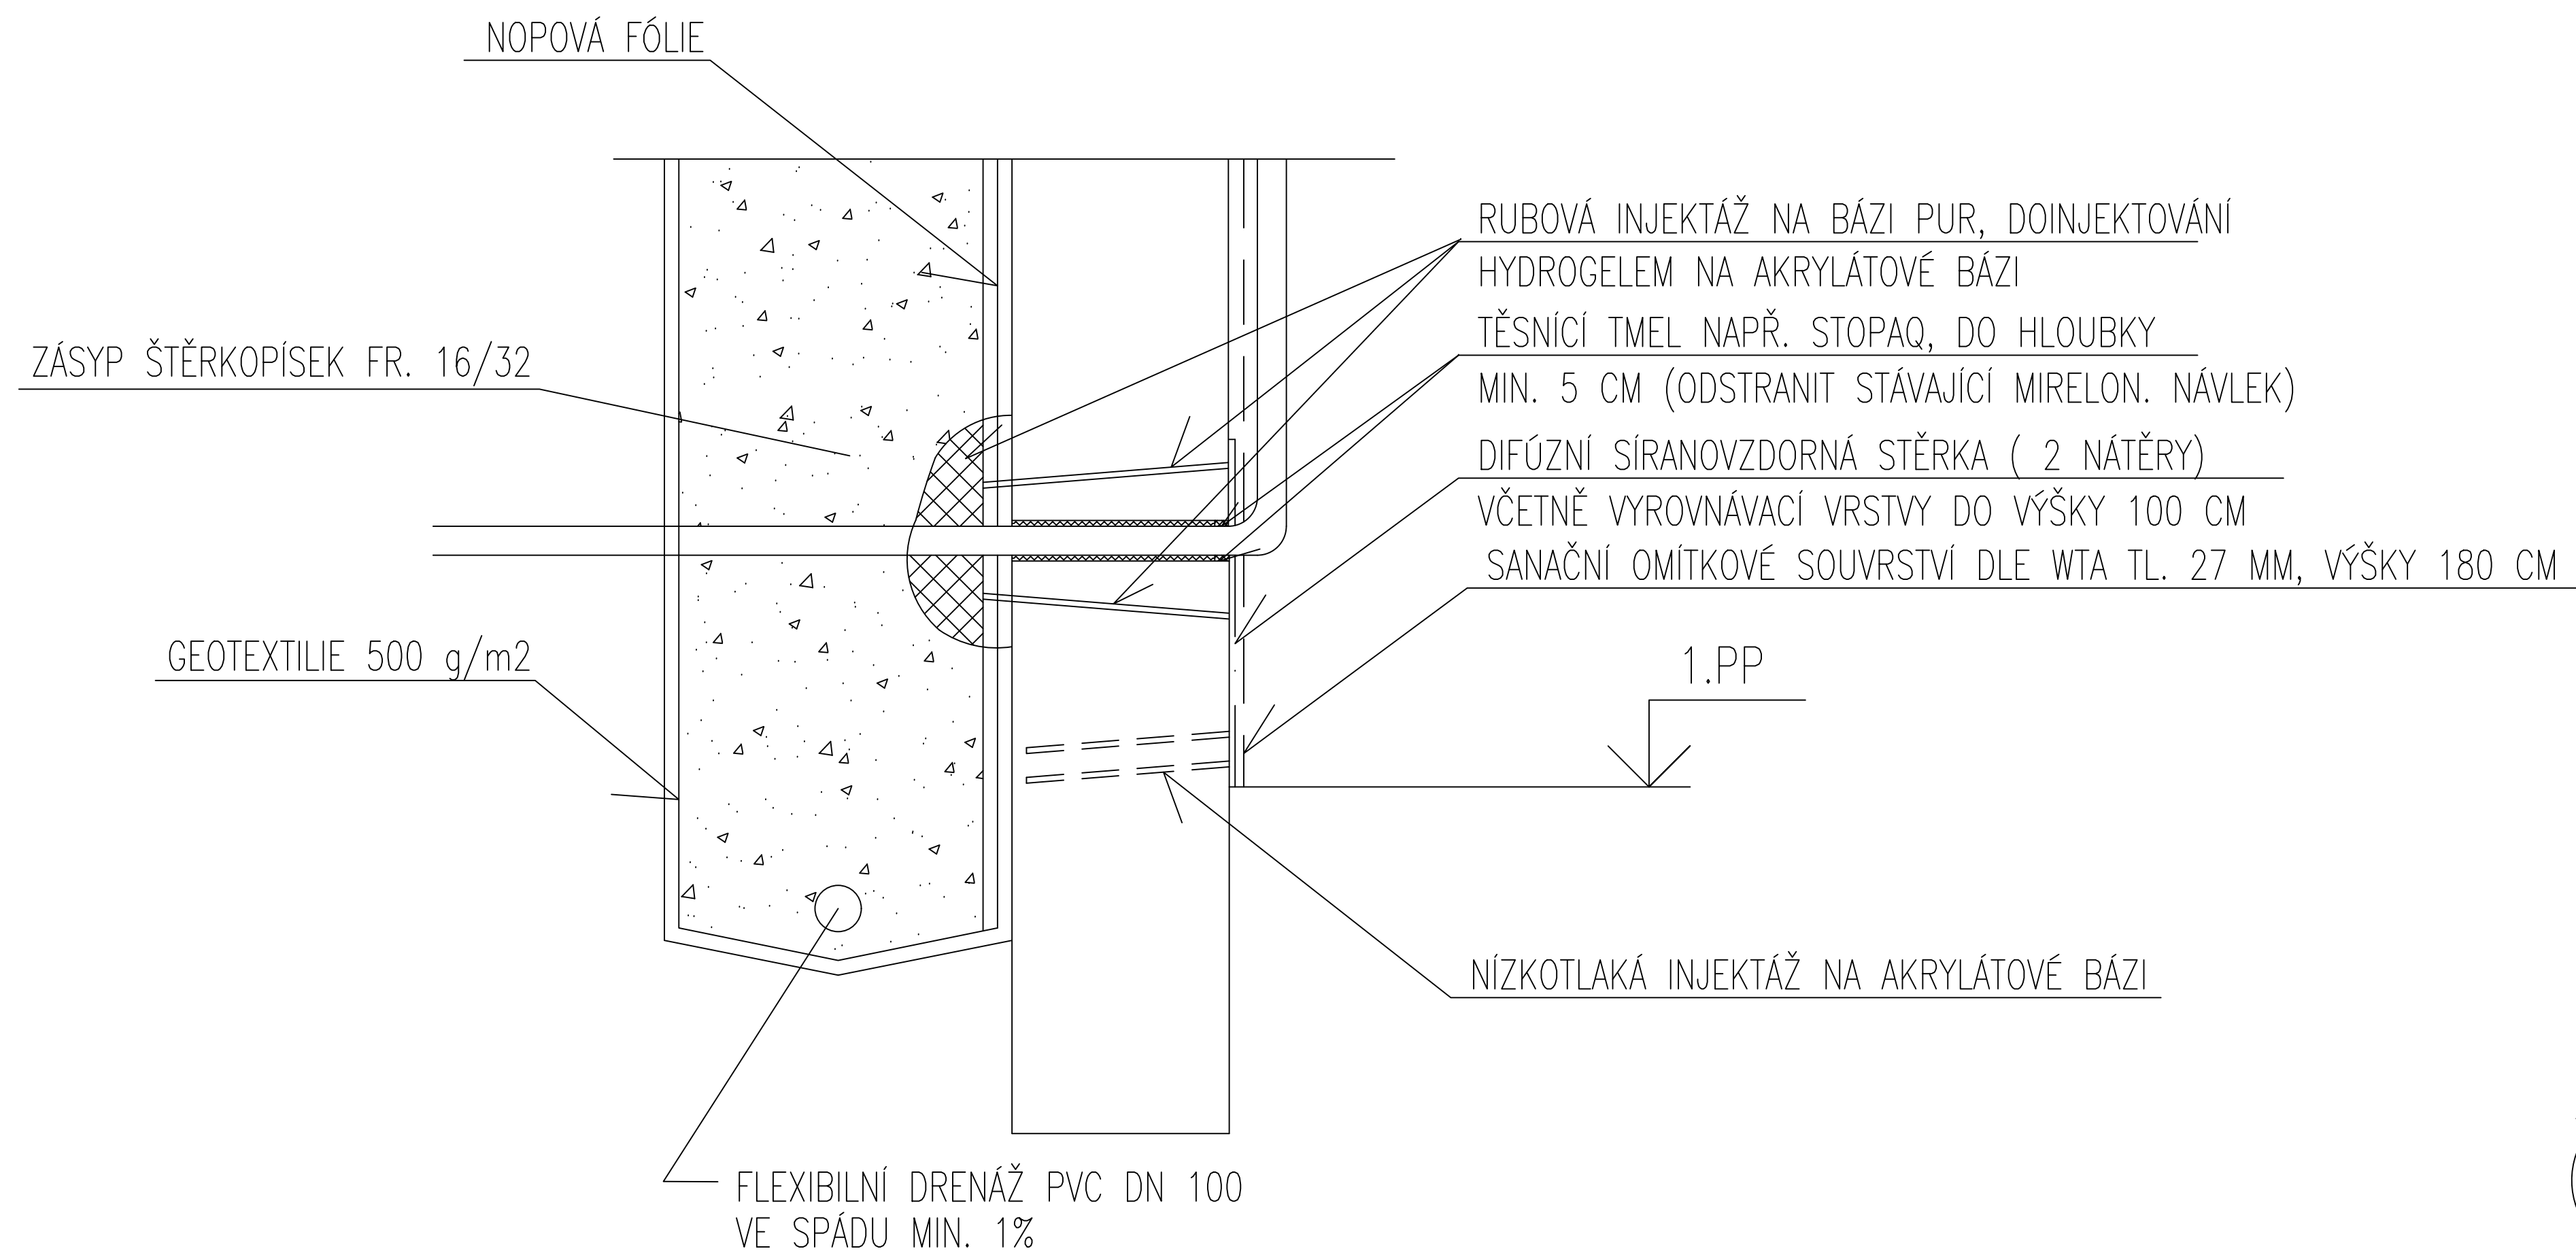 NOPOVÁ FÓLIE
RUBOVÁ INJEKTÁŽ NA BÁZI PUR, DOINJEKTOVÁNÍ
HYDROGELEM NA AKRYLÁTOVÉ BÁZI
TĚSNÍCÍ TMEL NAPŘ. STOPAQ, DO HLOUBKY
MIN. 5 CM (ODSTRANIT STÁVAJÍCÍ MIRELON. NÁVLEK)
ZÁSYP ŠTĚRKOPÍSEK FR. 16/32
DIFÚZNÍ SÍRANOVZDORNÁ STĚRKA ( 2 NÁTĚRY)
VČETNĚ VYROVNÁVACÍ VRSTVY DO VÝŠKY 100 CM
SANAČNÍ OMÍTKOVÉ SOUVRSTVÍ DLE WTA TL. 27 MM, VÝŠKY 180 CM
GEOTEXTILIE 500 g/m2
1.PP
NÍZKOTLAKÁ INJEKTÁŽ NA AKRYLÁTOVÉ BÁZI
FLEXIBILNÍ DRENÁŽ PVC DN 100
VE SPÁDU MIN. 1%